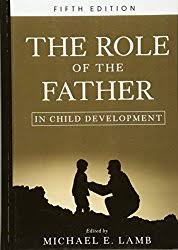 FIFTH EDITION
THE ROLE
OF THE
FATHER
IN CHILD DEVELOPMENT
Edited by
MICHAEL E. LAMB